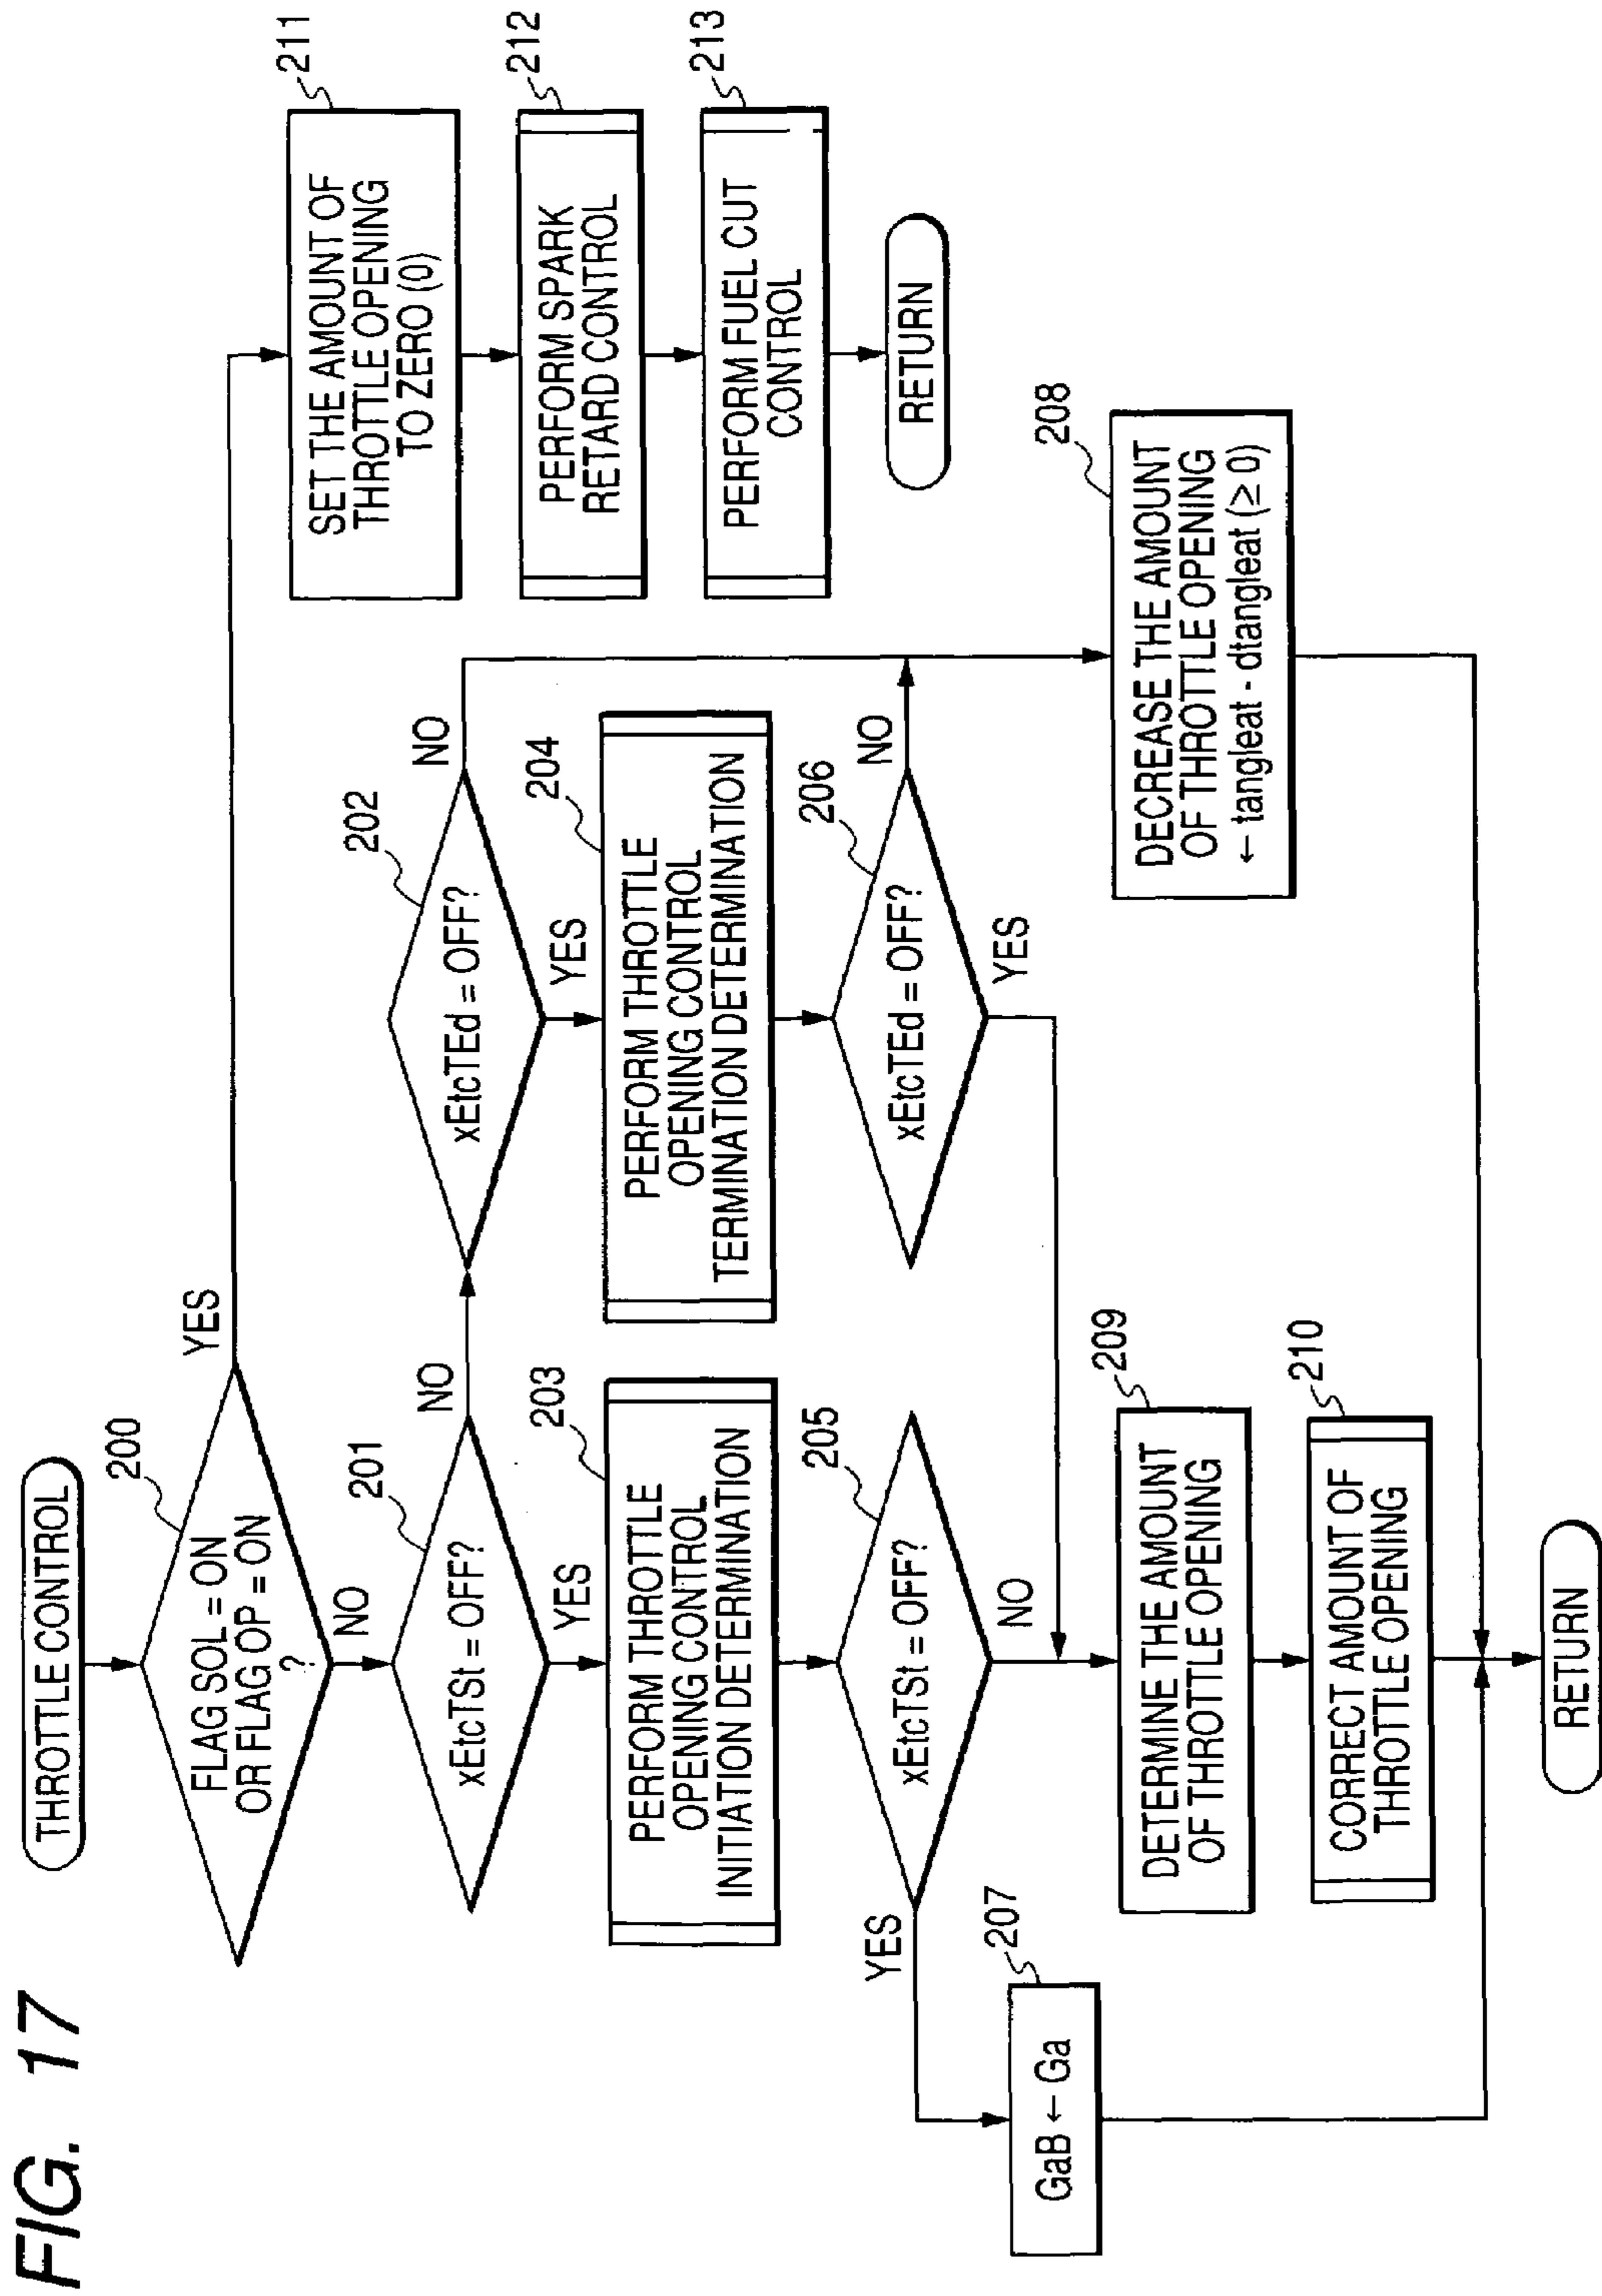 FIG. 17
THROTTLE CONTROL
200
FLAG SOL = ON
OR FLAG OP = ON
?
YES
NO
201
xEtcTSt = OFF?
NO
YES
202
xEtcTEd = OFF?
NO
YES
203
PERFORM THROTTLE
OPENING CONTROL
INITIATION DETERMINATION
204
PERFORM THROTTLE
OPENING CONTROL
TERMINATION DETERMINATION
205
xEtcTSt = OFF?
YES
NO
206
xEtcTEd = OFF?
NO
YES
207
GaB ← Ga
209
DETERMINE THE AMOUNT
OF THROTTLE OPENING
210
CORRECT AMOUNT OF
THROTTLE OPENING
208
DECREASE THE AMOUNT
OF THROTTLE OPENING
← tangleat - dtangleat (≥ 0)
RETURN
211
SET THE AMOUNT OF
THROTTLE OPENING
TO ZERO (0)
212
PERFORM SPARK
RETARD CONTROL
213
PERFORM FUEL CUT
CONTROL
RETURN